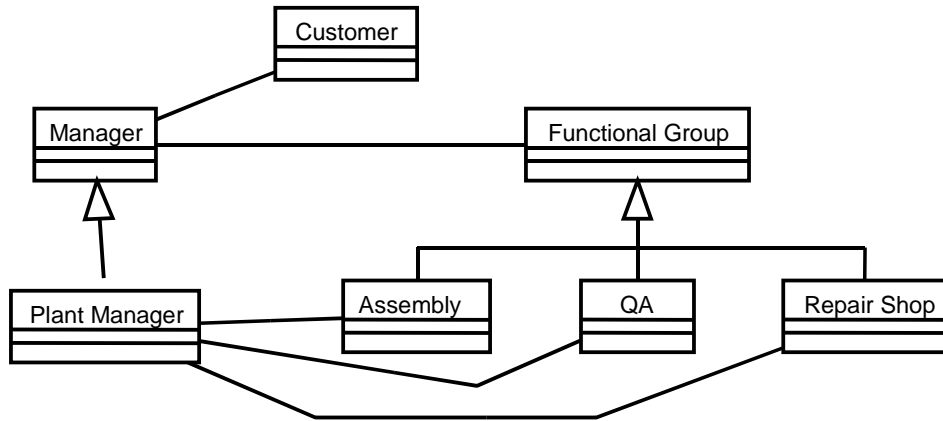 Customer
Manager
Functional Group
Plant Manager
Assembly
QA
Repair Shop